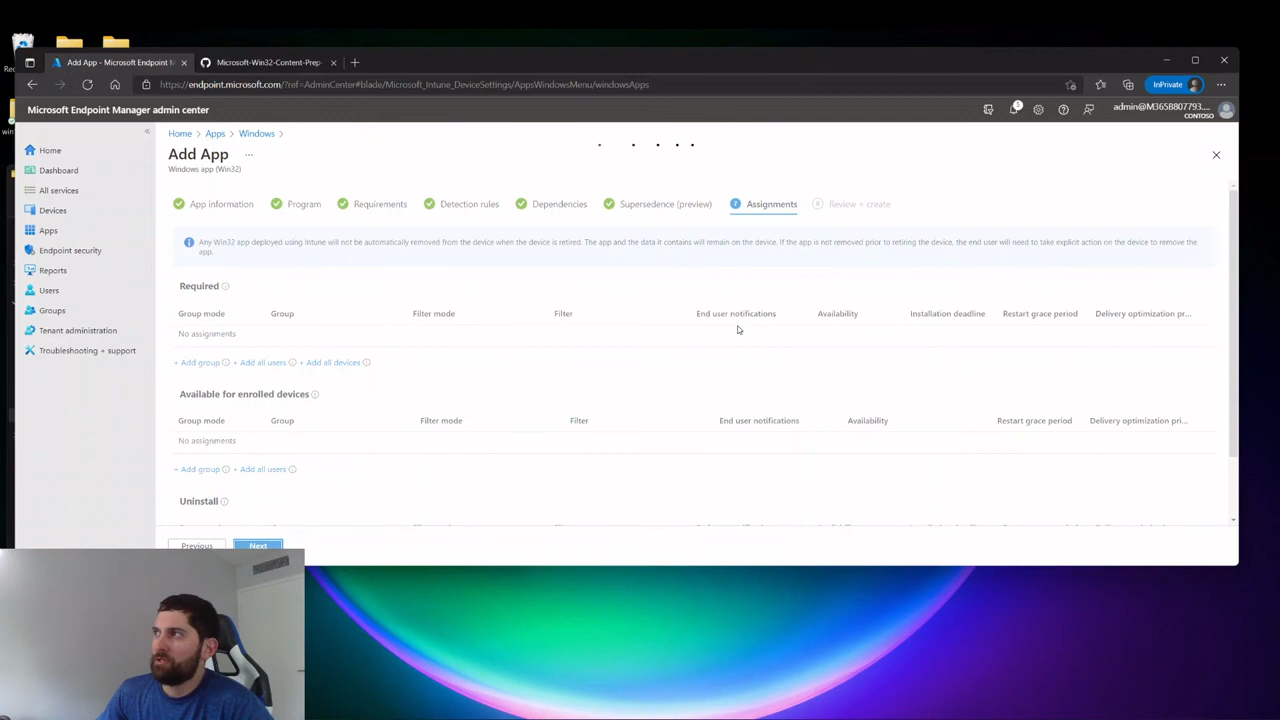 Add App - Microsoft Endpoint M
Microsoft-Win32-Content-Prep-
https://endpoint.microsoft.com/?ref=AdminCenter#blade/Microsoft_Intune_DeviceSettings/AppsWindowsMenu/windowsApps
InPrivate
Microsoft Endpoint Manager admin center
admin@M365B807793....
CONTOSO
Home
Dashboard
All services
Devices
Apps
Endpoint security
Reports
Users
Groups
Tenant administration
Troubleshooting + support
Home > Apps > Windows >
Add App ...
Windows app (Win32)
App information
Program
Requirements
Detection rules
Dependencies
Supersedence (preview)
7 Assignments
8 Review + create
Any Win32 app deployed using Intune will not be automatically removed from the device when the device is retired. The app and the data it contains will remain on the device. If the app is not removed prior to retiring the device, the end user will need to take explicit action on the device to remove the
app.
Required
Group mode Group Filter mode Filter End user notifications Availability Installation deadline Restart grace period Delivery optimization pr...
No assignments
+ Add group + Add all users + Add all devices
Available for enrolled devices
Group mode Group Filter mode Filter End user notifications Availability Restart grace period Delivery optimization pr...
No assignments
+ Add group + Add all users
Uninstall
Previous
Next